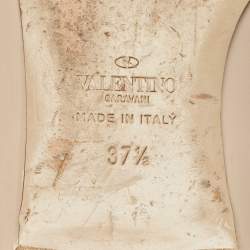 VALENTINO
GARAVANI
MADE IN ITALY
37½